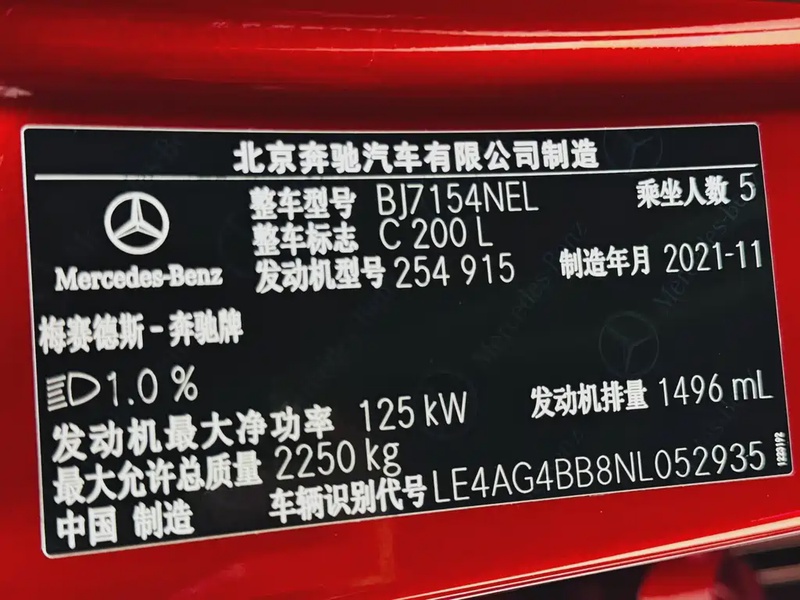 北京奔驰汽车有限公司制造
整车型号 BJ7154NEL 乘坐人数 5
整车标志 C 200 L
发动机型号 254 915 制造年月 2021-11
Mercedes-Benz
梅赛德斯-奔驰牌
1.0 %
发动机最大净功率 125 kW 发动机排量 1496 mL
最大允许总质量 2250 kg
中国 制造 车辆识别代号 LE4AG4BB8NL052935
1223192